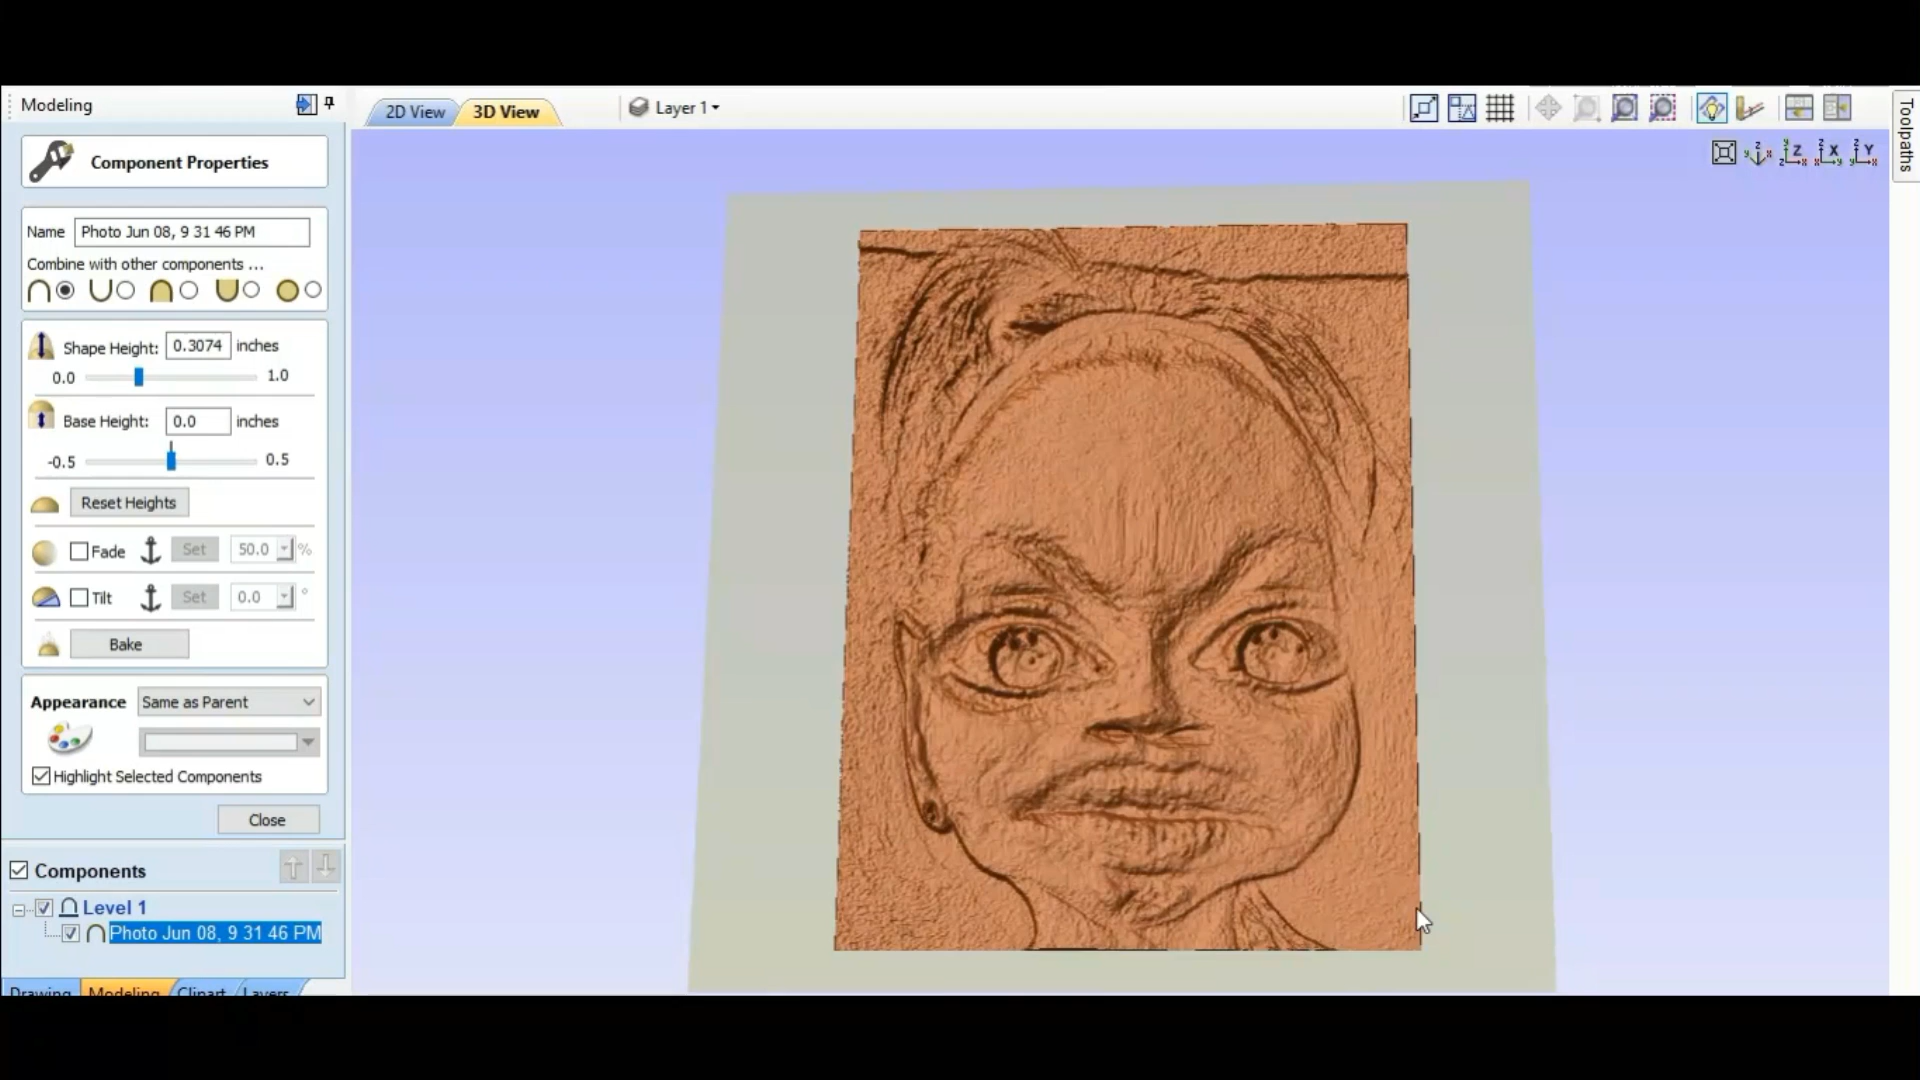 Modeling
2D View
3D View
Layer 1
Toolpaths
Component Properties
Name Photo Jun 08, 9 31 46 PM
Combine with other components ...
Shape Height: 0.3074 inches
0.0 1.0
Base Height: 0.0 inches
-0.5 0.5
Reset Heights
Fade Set 50.0 %
Tilt Set 0.0 °
Bake
Appearance Same as Parent
Highlight Selected Components
Close
Components
Level 1
Photo Jun 08, 9 31 46 PM
Drawing Modeling Clipart Layers
z y x
y z x
z x y
z Y x